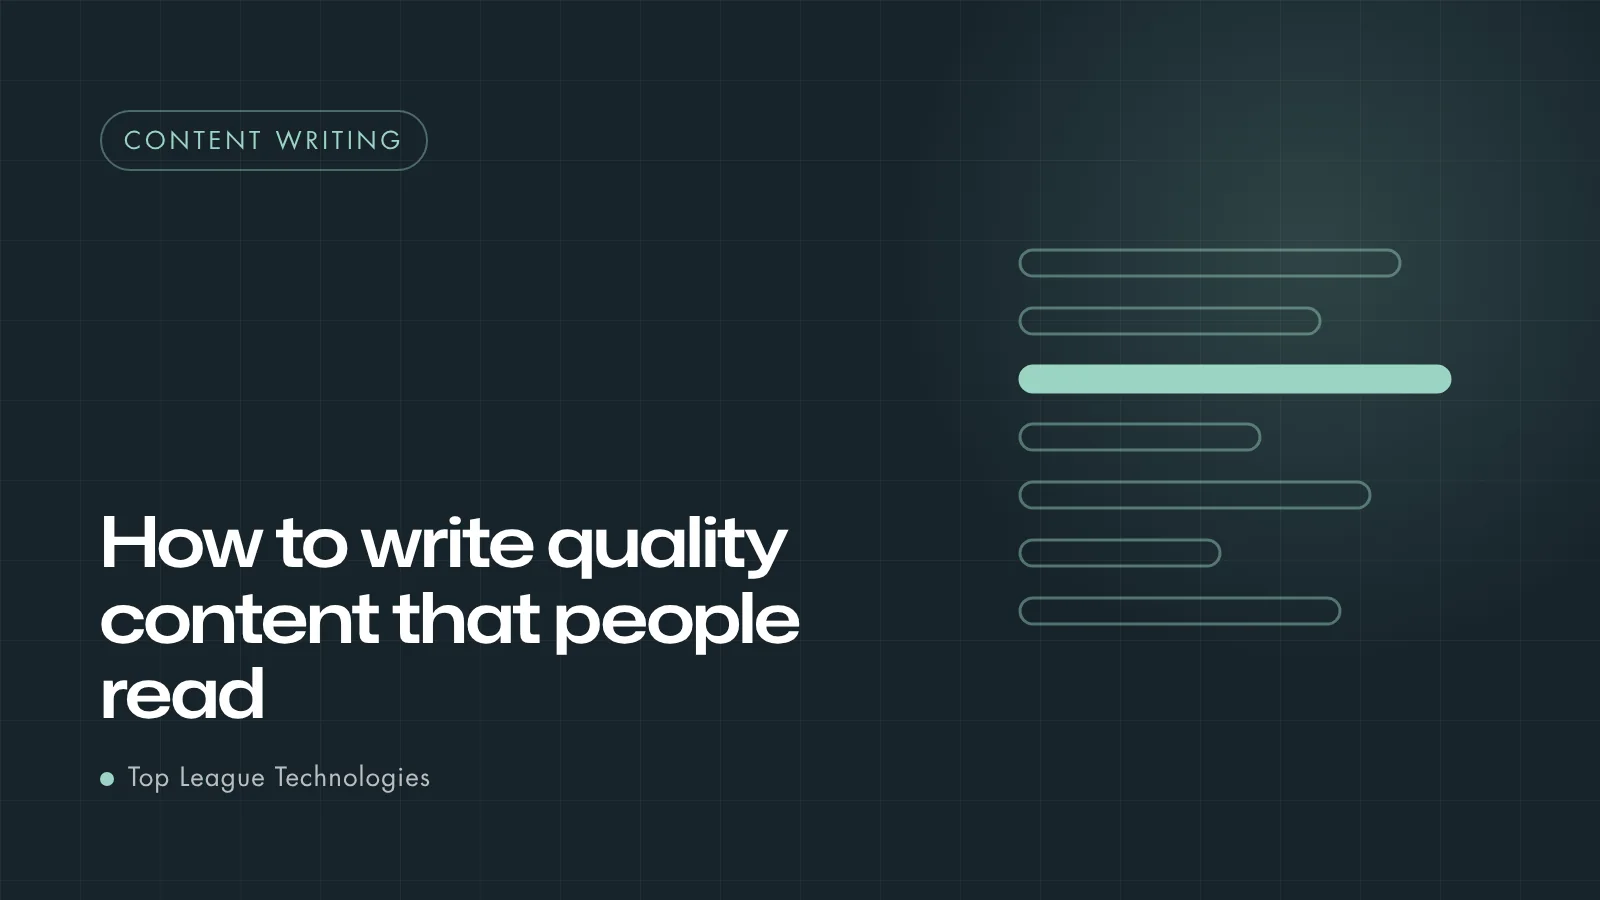 CONTENT WRITING
How to write quality
content that people
read
Top League Technologies